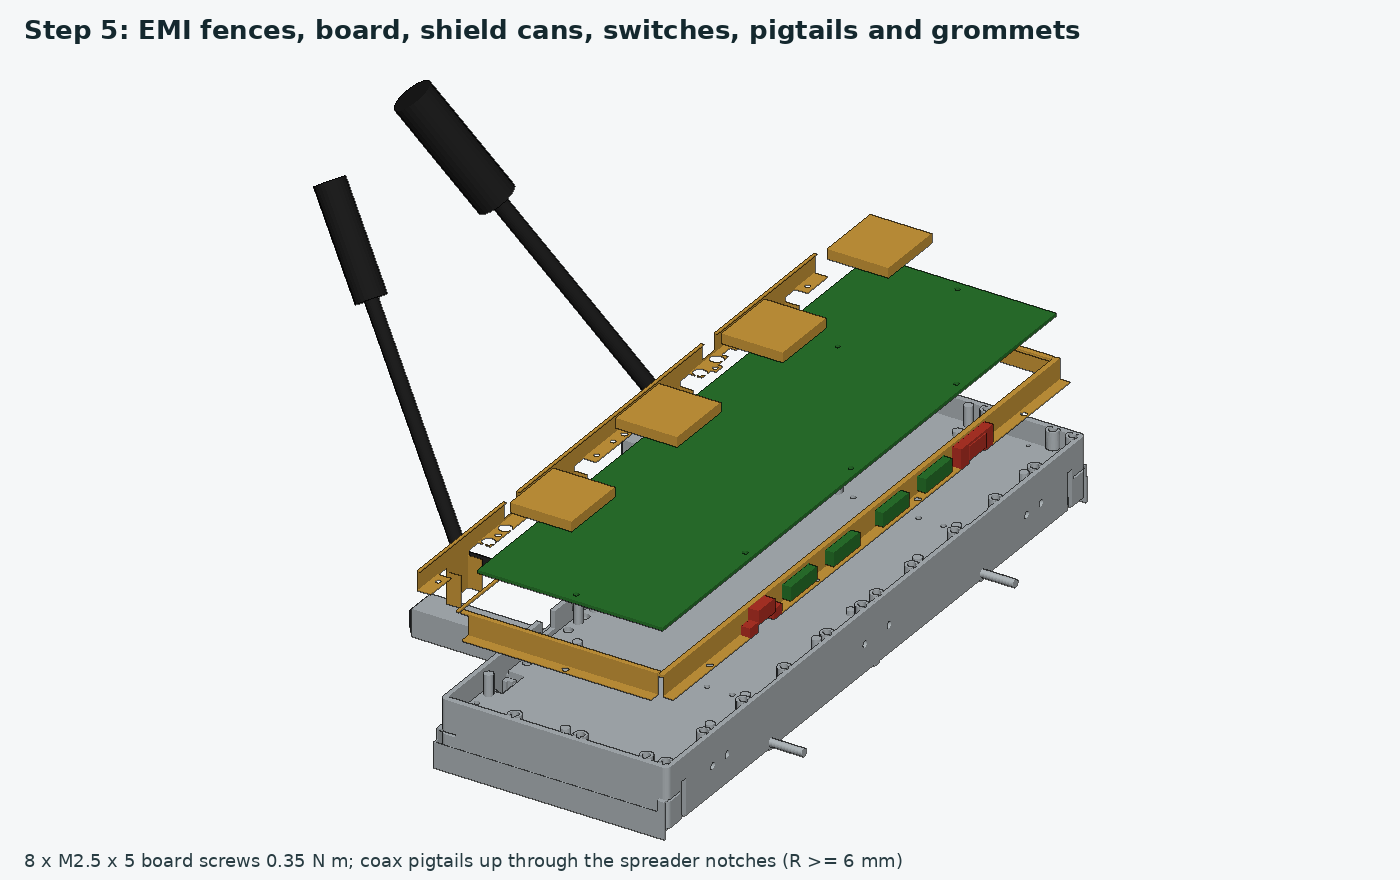 Step 5: EMI fences, board, shield cans, switches, pigtails and grommets
8 x M2.5 x 5 board screws 0.35 N m; coax pigtails up through the spreader notches (R >= 6 mm)